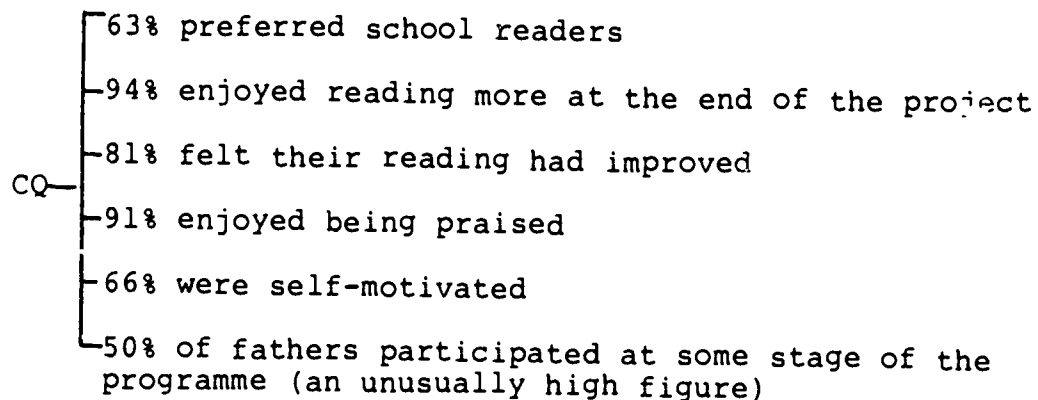 63% preferred school readers
94% enjoyed reading more at the end of the project
81% felt their reading had improved
CQ
91% enjoyed being praised
66% were self-motivated
50% of fathers participated at some stage of the
programme (an unusually high figure)